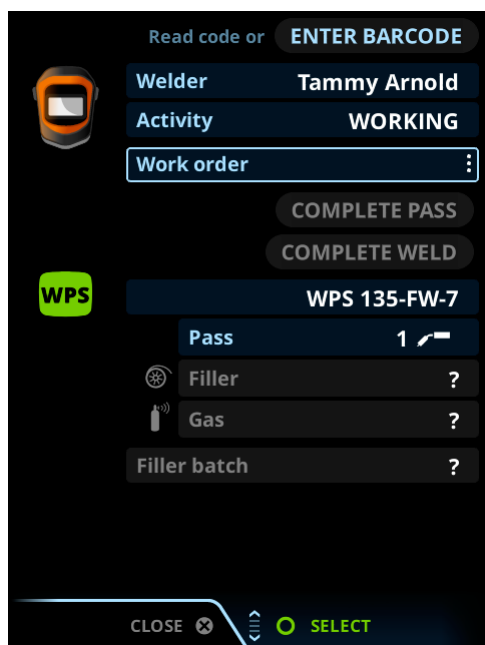 Read code or ENTER BARCODE
Welder Tammy Arnold
Activity WORKING
Work order
COMPLETE PASS
COMPLETE WELD
WPS WPS 135-FW-7
Pass 1
Filler ?
Gas ?
Filler batch ?
CLOSE SELECT